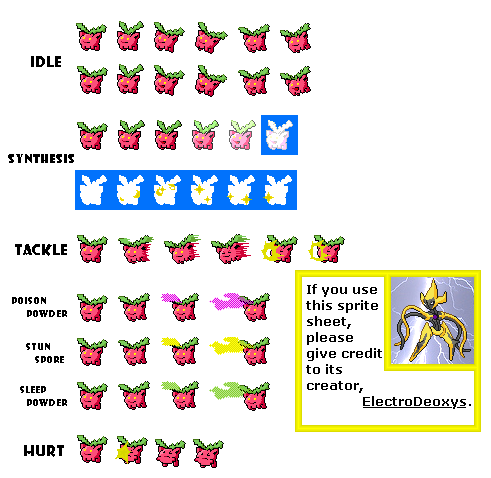 IDLE
SYNTHESIS
TACKLE
POISON
POWDER
STUN
SPORE
SLEEP
POWDER
HURT
If you use
this sprite
sheet,
please
give credit
to its
creator,
ElectroDeoxys.